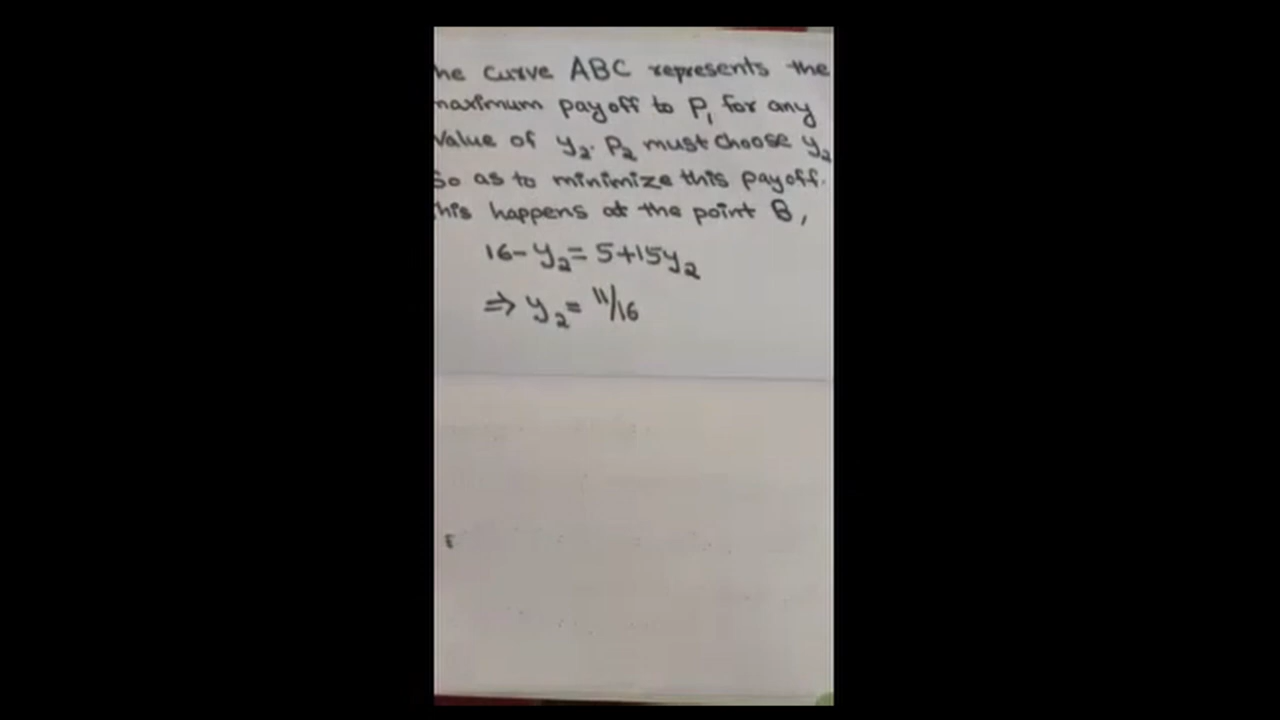 he curve ABC represents the
maximum payoff to P₁ for any
Value of y₂. P₂ must choose y₂
So as to minimize this payoff.
his happens at the point B,
16-y₂= 5+15y₂
⇒ y₂= 11/16